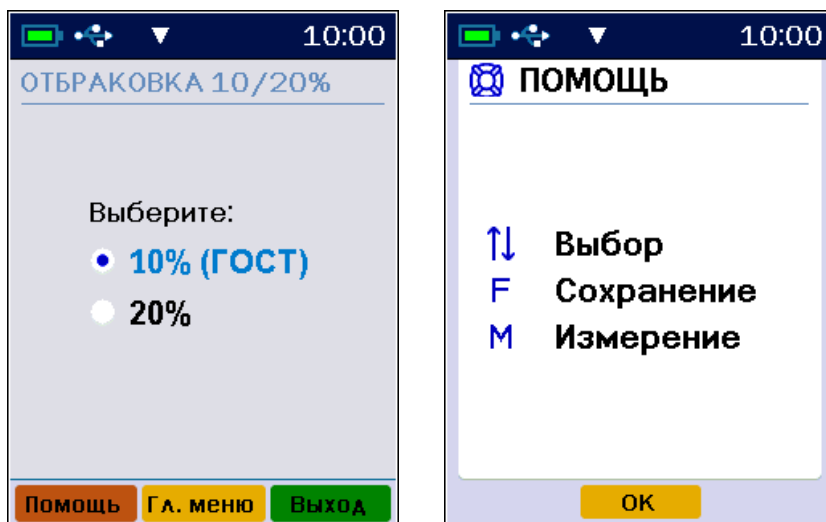 10:00
ОТБРАКОВКА 10/20%
Выберите:
10% (ГОСТ)
20%
Помощь Гл. меню Выход
10:00
ПОМОЩЬ
↑↓ Выбор
F Сохранение
M Измерение
OK